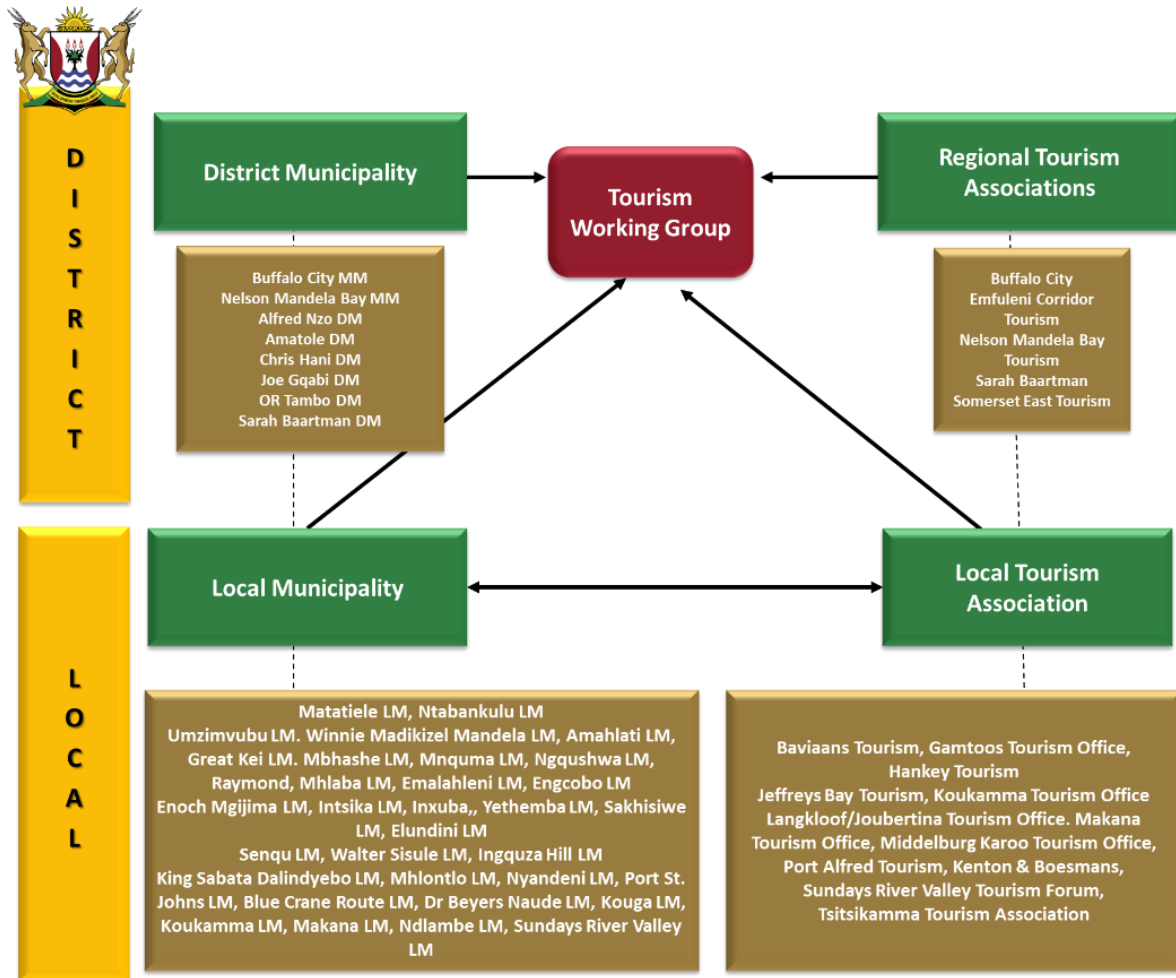 DISTRICT
District Municipality
Tourism
Working Group
Regional Tourism
Associations
Buffalo City MM
Nelson Mandela Bay MM
Alfred Nzo DM
Amatole DM
Chris Hani DM
Joe Gqabi DM
OR Tambo DM
Sarah Baartman DM
Buffalo City
Emfuleni Corridor
Tourism
Nelson Mandela Bay
Tourism
Sarah Baartman
Somerset East Tourism
LOCAL
Local Municipality
Local Tourism
Association
Matatiele LM, Ntabankulu LM
Umzimvubu LM. Winnie Madikizel Mandela LM, Amahlati LM,
Great Kei LM. Mbhashe LM, Mnquma LM, Ngqushwa LM,
Raymond, Mhlaba LM, Emalahleni LM, Engcobo LM
Enoch Mgijima LM, Intsika LM, Inxuba,, Yethemba LM, Sakhisiwe
LM, Elundini LM
Senqu LM, Walter Sisule LM, Ingquza Hill LM
King Sabata Dalindyebo LM, Mhlontlo LM, Nyandeni LM, Port St.
Johns LM, Blue Crane Route LM, Dr Beyers Naude LM, Kouga LM,
Koukamma LM, Makana LM, Ndlambe LM, Sundays River Valley
LM
Baviaans Tourism, Gamtoos Tourism Office,
Hankey Tourism
Jeffreys Bay Tourism, Koukamma Tourism Office
Langkloof/Joubertina Tourism Office. Makana
Tourism Office, Middelburg Karoo Tourism Office,
Port Alfred Tourism, Kenton & Boesmans,
Sundays River Valley Tourism Forum,
Tsitsikamma Tourism Association